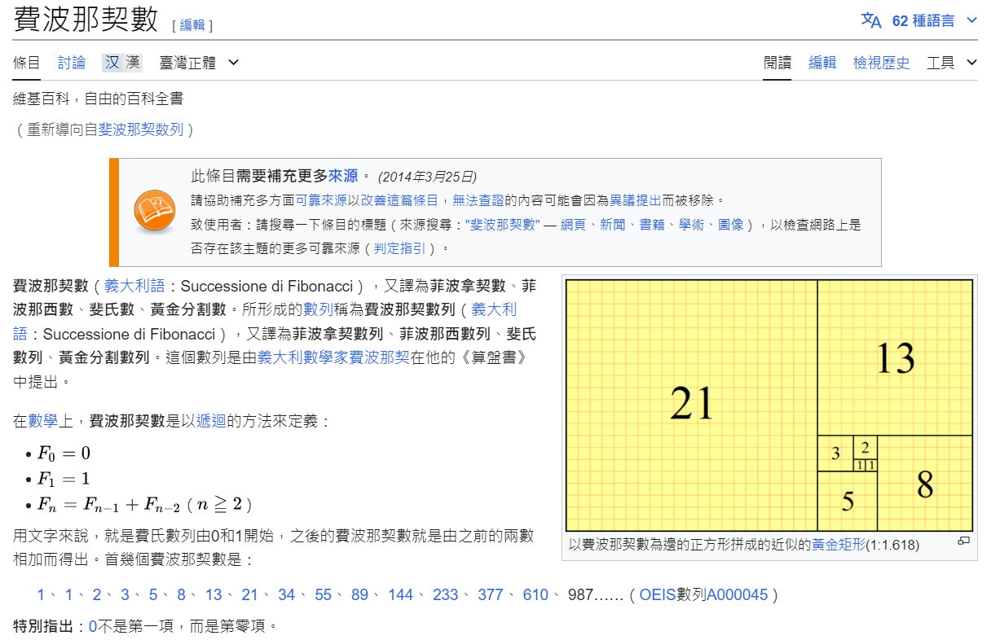 費波那契數 [ 編輯 ]
62 種語言
條目 討論 汉 漢 臺灣正體
閱讀 編輯 檢視歷史 工具
維基百科，自由的百科全書
（重新導向自斐波那契数列）
此條目需要補充更多來源。 (2014年3月25日)
請協助補充多方面可靠來源以改善這篇條目，無法查證的內容可能會因為異議提出而被移除。
致使用者：請搜尋一下條目的標題（來源搜尋："斐波那契數" — 網頁、新聞、書籍、學術、圖像），以檢查網路上是
否存在該主題的更多可靠來源（判定指引）。
費波那契數（義大利語：Successione di Fibonacci），又譯為菲波拿契數、菲
波那西數、斐氏數、黃金分割數。所形成的數列稱為費波那契數列（義大利
語：Successione di Fibonacci），又譯為菲波拿契數列、菲波那西數列、斐氏
數列、黃金分割數列。這個數列是由義大利數學家費波那契在他的《算盤書》
中提出。
在數學上，費波那契數是以遞迴的方法來定義：
• F₀ = 0
• F₁ = 1
• Fₙ = Fₙ₋₁ + Fₙ₋₂（n ≧ 2）
用文字來說，就是費氏數列由0和1開始，之後的費波那契數就是由之前的兩數
相加而得出。首幾個費波那契數是：
1、 1、 2、 3、 5、 8、 13、 21、 34、 55、 89、 144、 233、 377、 610、 987……（OEIS數列A000045）
特別指出：0不是第一項，而是第零項。
21
13
3
2
1 1
5
8
以費波那契數為邊的正方形拼成的近似的黃金矩形(1:1.618)